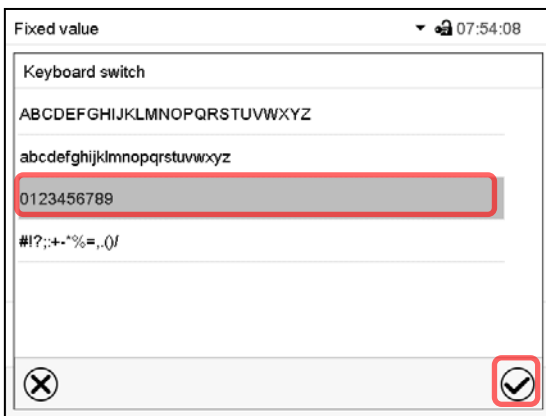 Fixed value 07:54:08
Keyboard switch
ABCDEFGHIJKLMNOPQRSTUVWXYZ
abcdefghijklmnopqrstuvwxyz
0123456789
#!?;:+-*%=,.()/